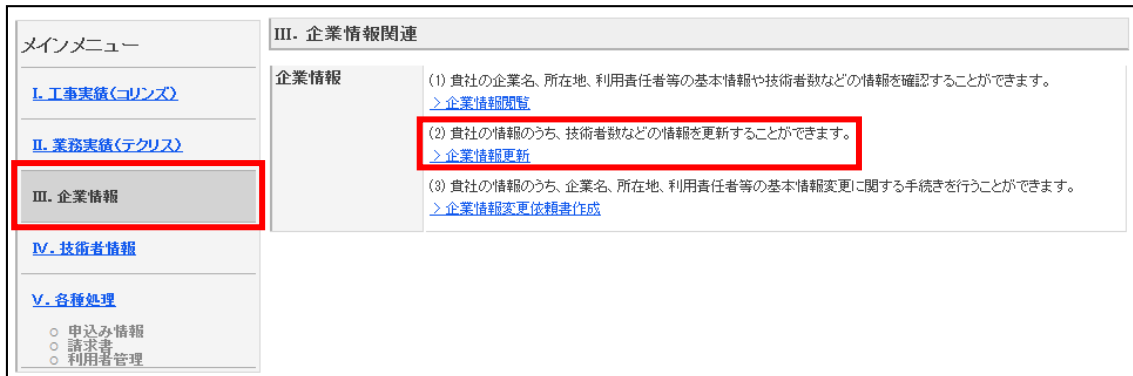 メインメニュー
I. 工事実績(コリンズ)
II. 業務実績(テクリス)
III. 企業情報
IV. 技術者情報
V. 各種処理
○ 申込み情報
○ 請求書
○ 利用者管理
III. 企業情報関連
企業情報
(1) 貴社の企業名、所在地、利用責任者等の基本情報や技術者数などの情報を確認することができます。
> 企業情報閲覧
(2) 貴社の情報のうち、技術者数などの情報を更新することができます。
> 企業情報更新
(3) 貴社の情報のうち、企業名、所在地、利用責任者等の基本情報変更に関する手続きを行うことができます。
> 企業情報変更依頼書作成